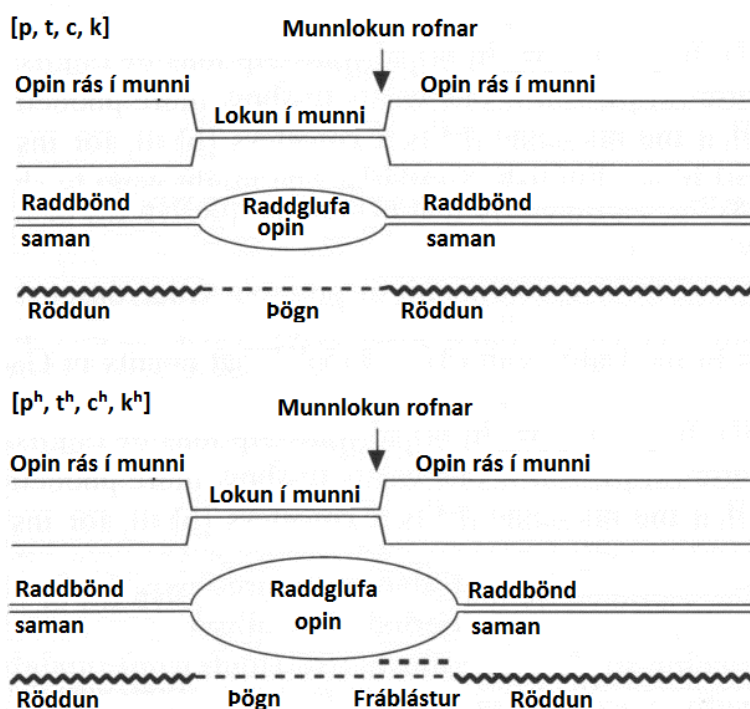 [p, t, c, k]
Munnlokun rofnar
Opin rás í munni
Lokun í munni
Opin rás í munni
Raddbönd
saman
Raddglufa
opin
Raddbönd
saman
Röddun
Þögn
Röddun
[pʰ, tʰ, cʰ, kʰ]
Munnlokun rofnar
Opin rás í munni
Lokun í munni
Opin rás í munni
Raddbönd
saman
Raddglufa
opin
Raddbönd
saman
Röddun
Þögn
Fráblástur
Röddun